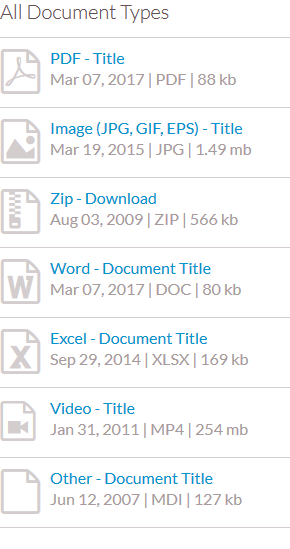 All Document Types
PDF - Title
Mar 07, 2017 | PDF | 88 kb
Image (JPG, GIF, EPS) - Title
Mar 19, 2015 | JPG | 1.49 mb
Zip - Download
Aug 03, 2009 | ZIP | 566 kb
W
Word - Document Title
Mar 07, 2017 | DOC | 80 kb
X
Excel - Document Title
Sep 29, 2014 | XLSX | 169 kb
Video - Title
Jan 31, 2011 | MP4 | 254 mb
Other - Document Title
Jun 12, 2007 | MDI | 127 kb